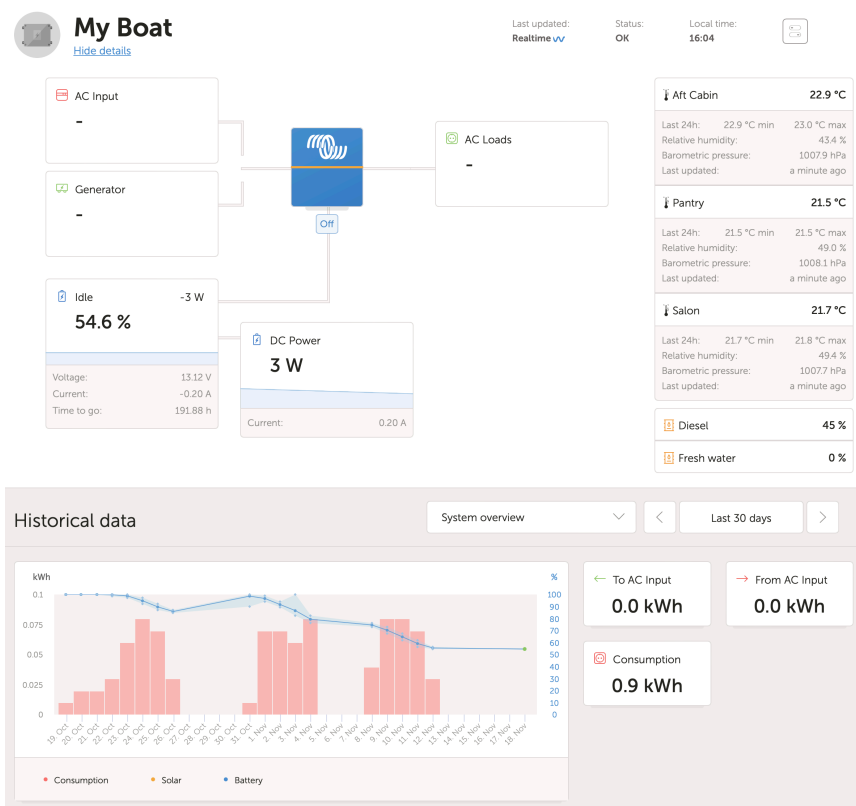 My Boat
Hide details
Last updated:
Realtime
Status:
OK
Local time:
16:04
AC Input
-
Generator
-
Off
AC Loads
-
Idle -3 W
54.6 %
Voltage: 13.12 V
Current: -0.20 A
Time to go: 191.88 h
DC Power
3 W
Current: 0.20 A
Aft Cabin 22.9 °C
Last 24h: 22.9 °C min 23.0 °C max
Relative humidity: 43.4 %
Barometric pressure: 1007.9 hPa
Last updated: a minute ago
Pantry 21.5 °C
Last 24h: 21.5 °C min 21.5 °C max
Relative humidity: 49.0 %
Barometric pressure: 1008.1 hPa
Last updated: a minute ago
Salon 21.7 °C
Last 24h: 21.7 °C min 21.8 °C max
Relative humidity: 49.4 %
Barometric pressure: 1007.7 hPa
Last updated: a minute ago
Diesel 45 %
Fresh water 0 %
Historical data
System overview
Last 30 days
kWh %
0.1
0.075
0.05
0.025
0
100
90
80
70
60
50
40
30
20
10
0
19. Oct
20. Oct
21. Oct
22. Oct
23. Oct
24. Oct
25. Oct
26. Oct
27. Oct
28. Oct
29. Oct
30. Oct
31. Oct
1. Nov
2. Nov
3. Nov
4. Nov
5. Nov
6. Nov
7. Nov
8. Nov
9. Nov
10. Nov
11. Nov
12. Nov
13. Nov
14. Nov
15. Nov
16. Nov
17. Nov
18. Nov
Consumption Solar Battery
To AC Input
0.0 kWh
From AC Input
0.0 kWh
Consumption
0.9 kWh